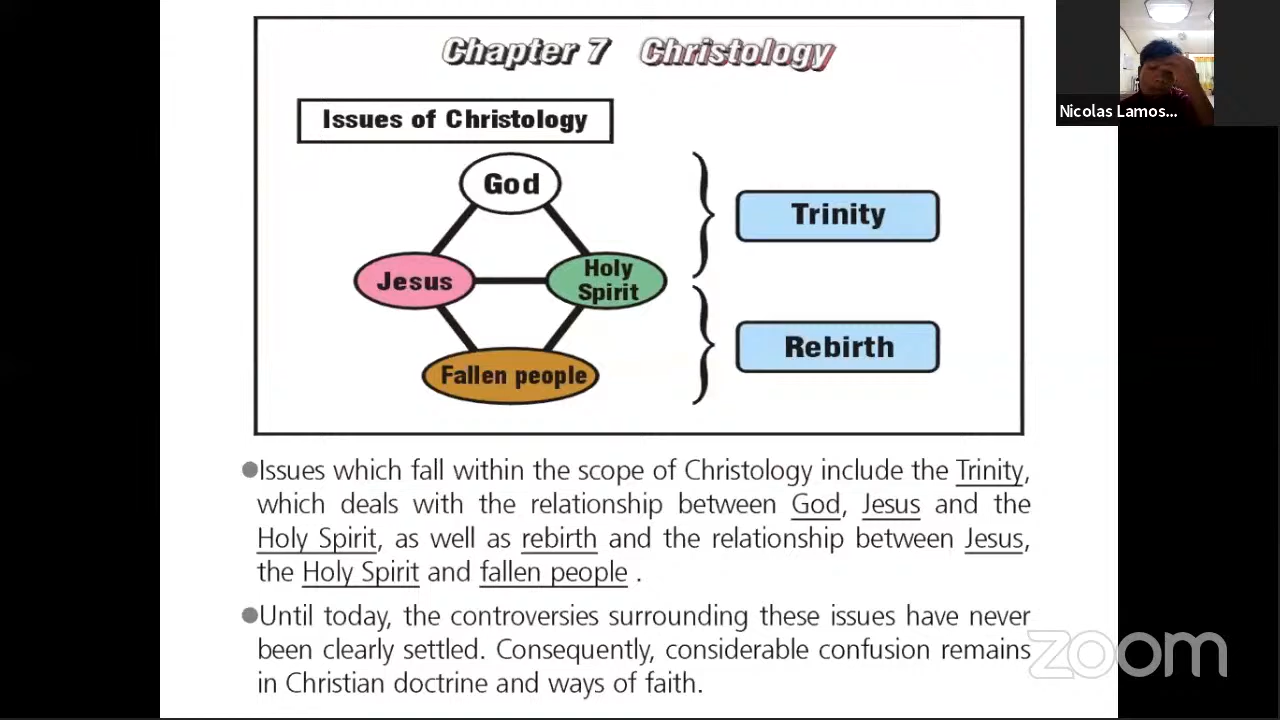 Chapter 7 Christology
Nicolas Lamos...
Issues of Christology
God
Trinity
Jesus
Holy
Spirit
Rebirth
Fallen people
●Issues which fall within the scope of Christology include the Trinity,
which deals with the relationship between God, Jesus and the
Holy Spirit, as well as rebirth and the relationship between Jesus,
the Holy Spirit and fallen people .
●Until today, the controversies surrounding these issues have never
been clearly settled. Consequently, considerable confusion remains
in Christian doctrine and ways of faith.
zoom